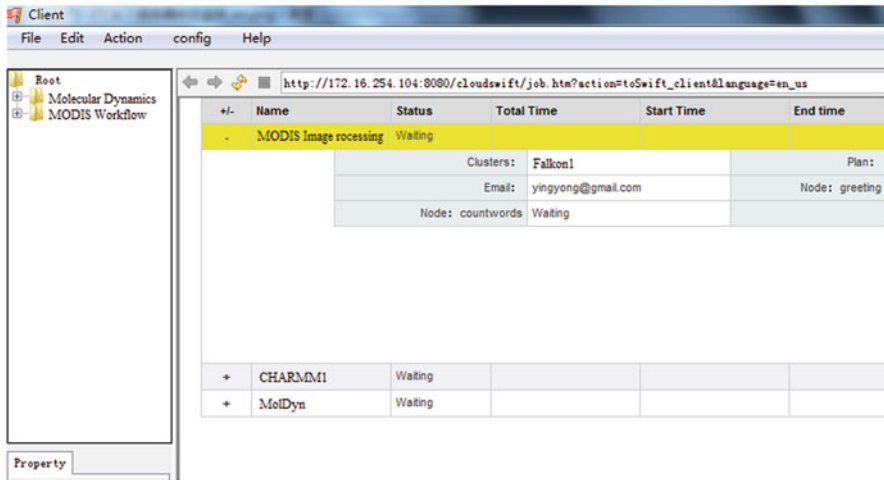 Client
File Edit Action config Help
Root
Molecular Dynamics
MODIS Workflow
http://172.16.254.104:8080/cloudswift/job.htm?action=toSwift_client&language=en_us
+/- Name Status Total Time Start Time End time
- MODIS Image rocessing Waiting
Clusters: Falkon1 Plan:
Email: yingyong@gmail.com Node: greeting
Node: countwords Waiting
+ CHARMM1 Waiting
+ MolDyn Waiting
Property